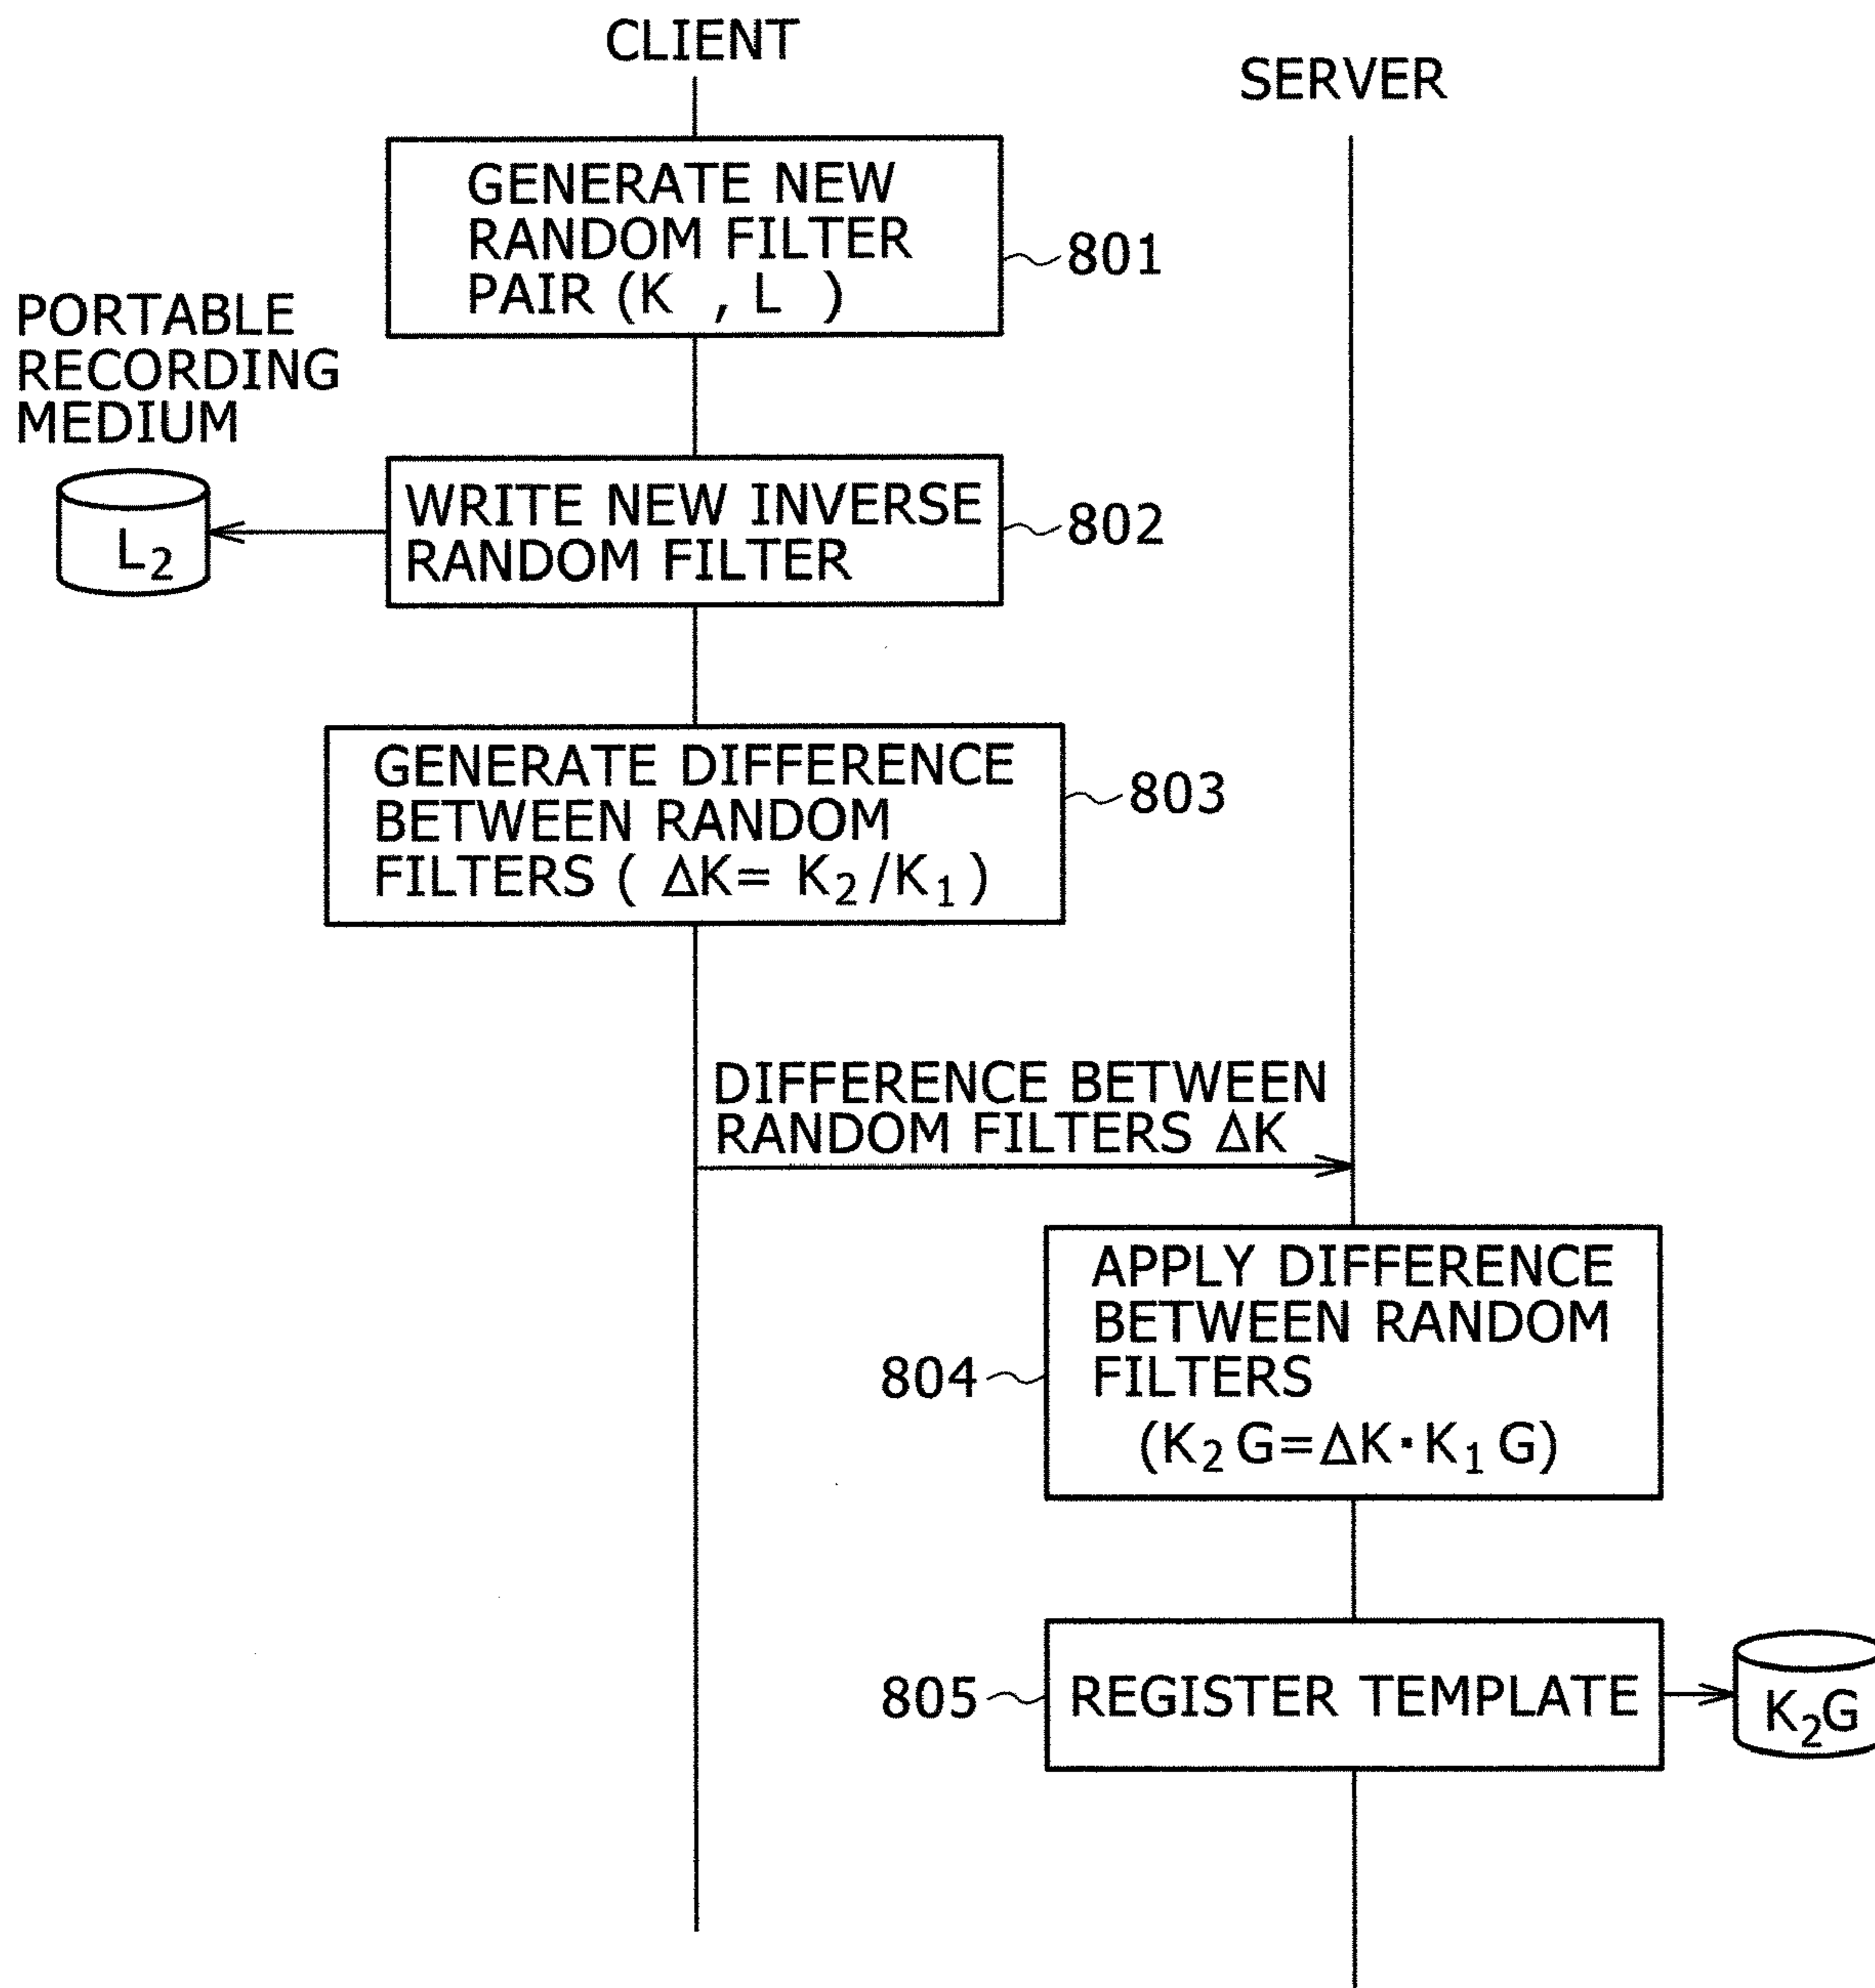 CLIENT
SERVER
GENERATE NEW
RANDOM FILTER
PAIR (K , L )
801
PORTABLE
RECORDING
MEDIUM
L₂
WRITE NEW INVERSE
RANDOM FILTER
802
GENERATE DIFFERENCE
BETWEEN RANDOM
FILTERS ( ΔK= K₂/K₁)
803
DIFFERENCE BETWEEN
RANDOM FILTERS ΔK
APPLY DIFFERENCE
BETWEEN RANDOM
FILTERS
(K₂G=ΔK·K₁G)
804
805
REGISTER TEMPLATE
K₂G